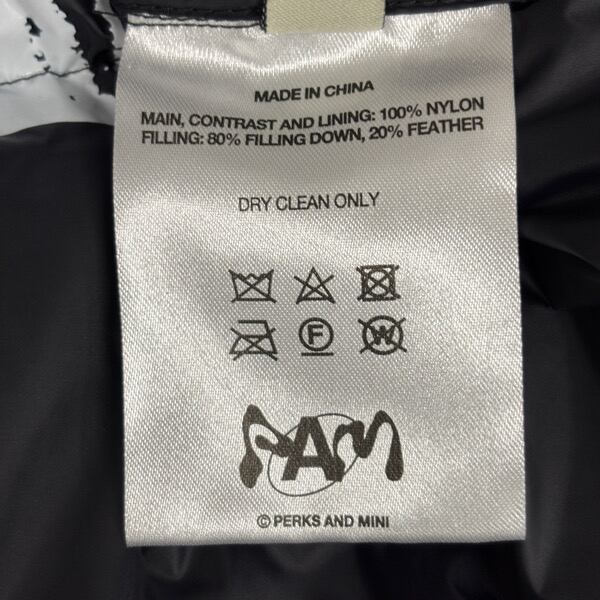 MADE IN CHINA
MAIN, CONTRAST AND LINING: 100% NYLON
FILLING: 80% FILLING DOWN, 20% FEATHER
DRY CLEAN ONLY
F W
PAM
© PERKS AND MINI